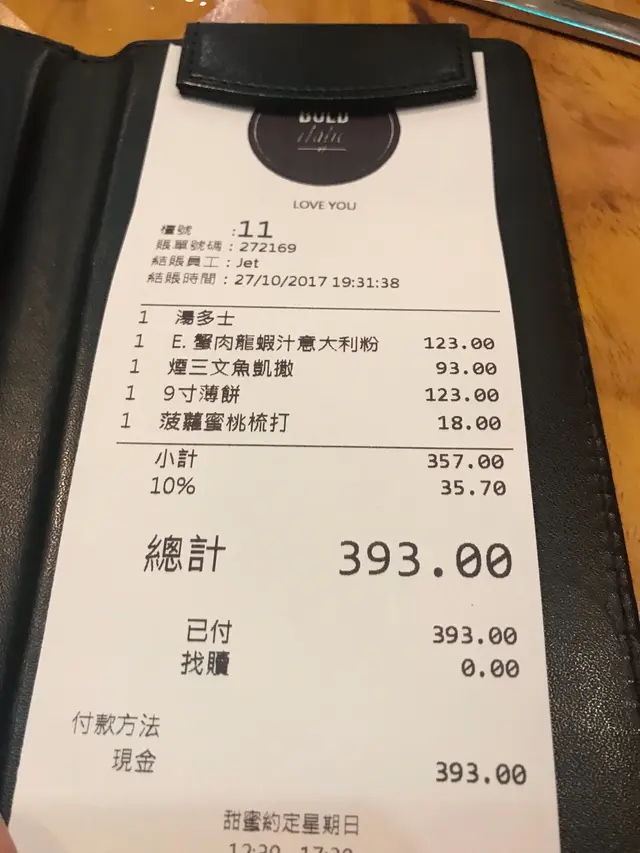 LOVE YOU
檯號 :11
賬單號碼：272169
結賬員工：Jet
結賬時間：27/10/2017 19:31:38
1 湯多士
1 E. 蟹肉龍蝦汁意大利粉 123.00
1 煙三文魚凱撒 93.00
1 9寸薄餅 123.00
1 菠蘿蜜桃梳打 18.00
小計 357.00
10% 35.70
總計 393.00
已付 393.00
找贖 0.00
付款方法
現金 393.00
甜蜜約定星期日